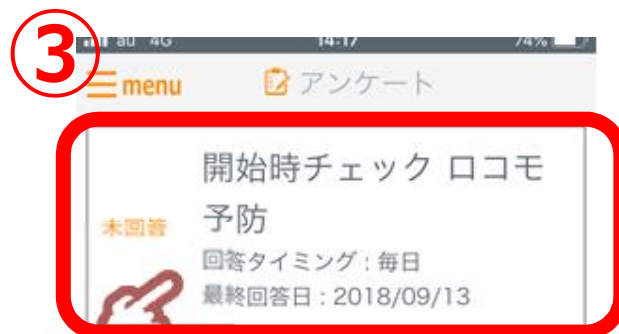 ③
au 4G 14:17 74%
menu アンケート
開始時チェック ロコモ
予防
未回答
回答タイミング : 毎日
最終回答日 : 2018/09/13